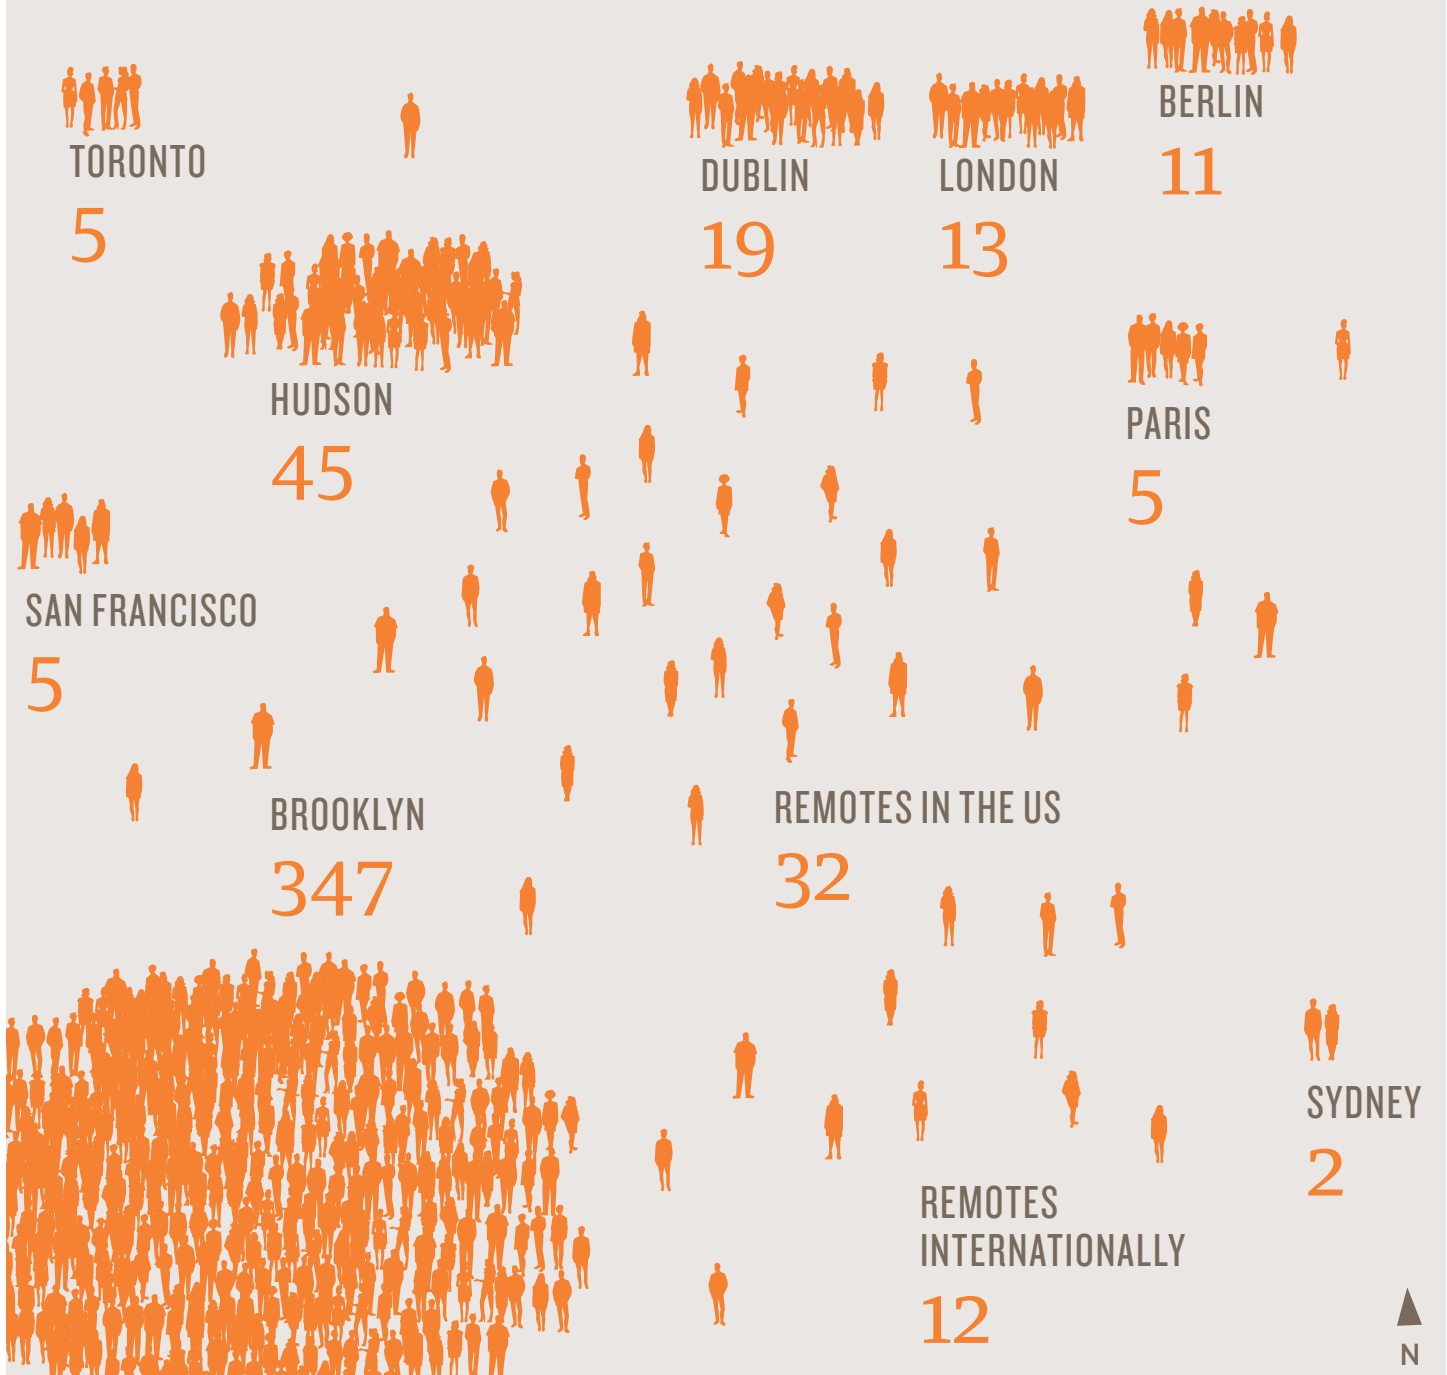 TORONTO
5
DUBLIN
19
LONDON
13
BERLIN
11
HUDSON
45
PARIS
5
SAN FRANCISCO
5
BROOKLYN
347
REMOTES IN THE US
32
SYDNEY
2
REMOTES
INTERNATIONALLY
12
N